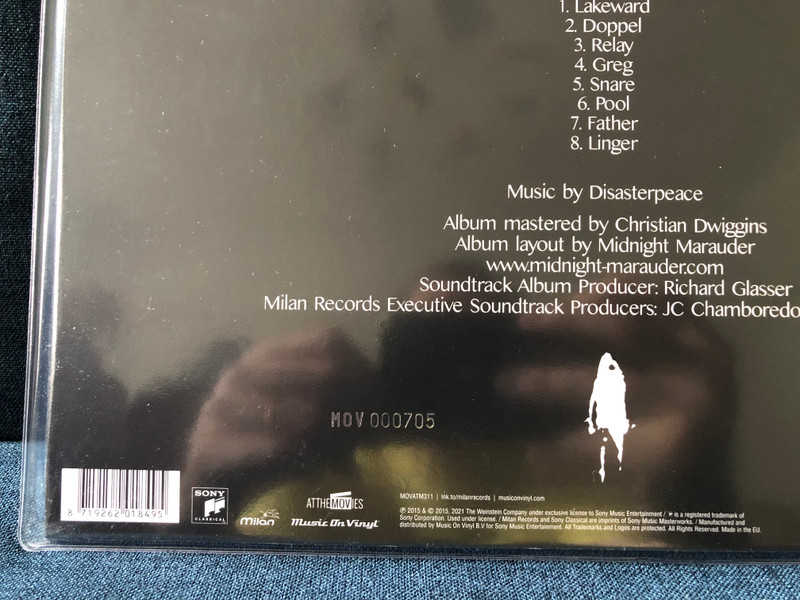 1. Lakeward
2. Doppel
3. Relay
4. Greg
5. Snare
6. Pool
7. Father
8. Linger
Music by Disasterpeace
Album mastered by Christian Dwiggins
Album layout by Midnight Marauder
www.midnight-marauder.com
Soundtrack Album Producer: Richard Glasser
Milan Records Executive Soundtrack Producers: JC Chamboredo
MOV 000705
8 719262 018495
SONY
CLASSICAL
milan
ATTHEMOVIES
Music On Vinyl
MOVATM311 | lnk.to/milanrecords | musiconvinyl.com
℗ 2015 & © 2015, 2021 The Weinstein Company under exclusive license to Sony Music Entertainment / is a registered trademark of
Sony Corporation. Used under license. / Milan Records and Sony Classical are imprints of Sony Music Masterworks. / Manufactured and
distributed by Music On Vinyl B.V for Sony Music Entertainment. All Trademarks and Logos are protected. All Rights Reserved. Made in the EU.